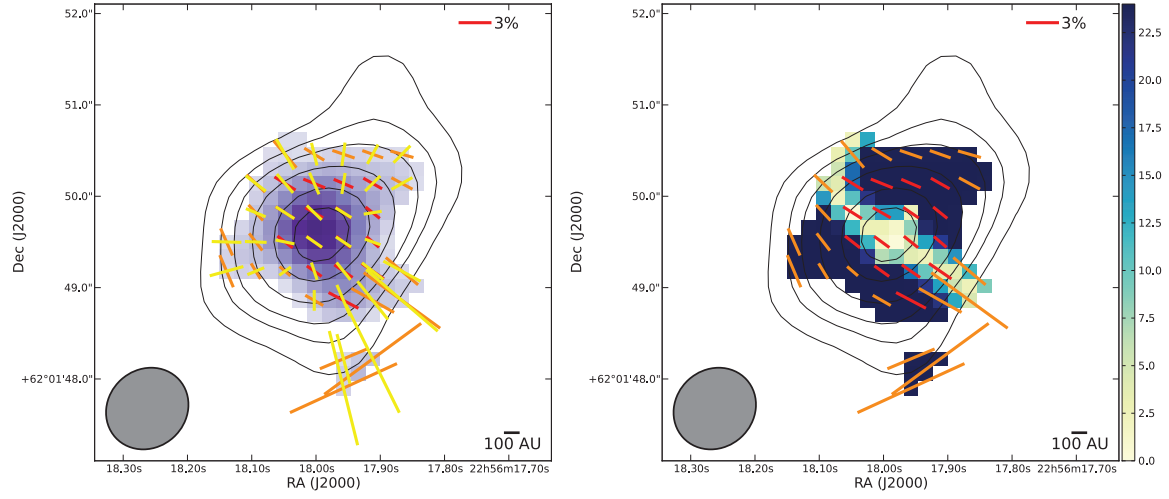 52.0"
51.0"
50.0"
49.0"
+62°01'48.0"
Dec (J2000)
3%
100 AU
18.30s
18.20s
18.10s
18.00s
17.90s
17.80s
22h56m17.70s
RA (J2000)
52.0"
51.0"
50.0"
49.0"
+62°01'48.0"
Dec (J2000)
3%
100 AU
18.30s
18.20s
18.10s
18.00s
17.90s
17.80s
22h56m17.70s
RA (J2000)
22.5
20.0
17.5
15.0
12.5
10.0
7.5
5.0
2.5
0.0